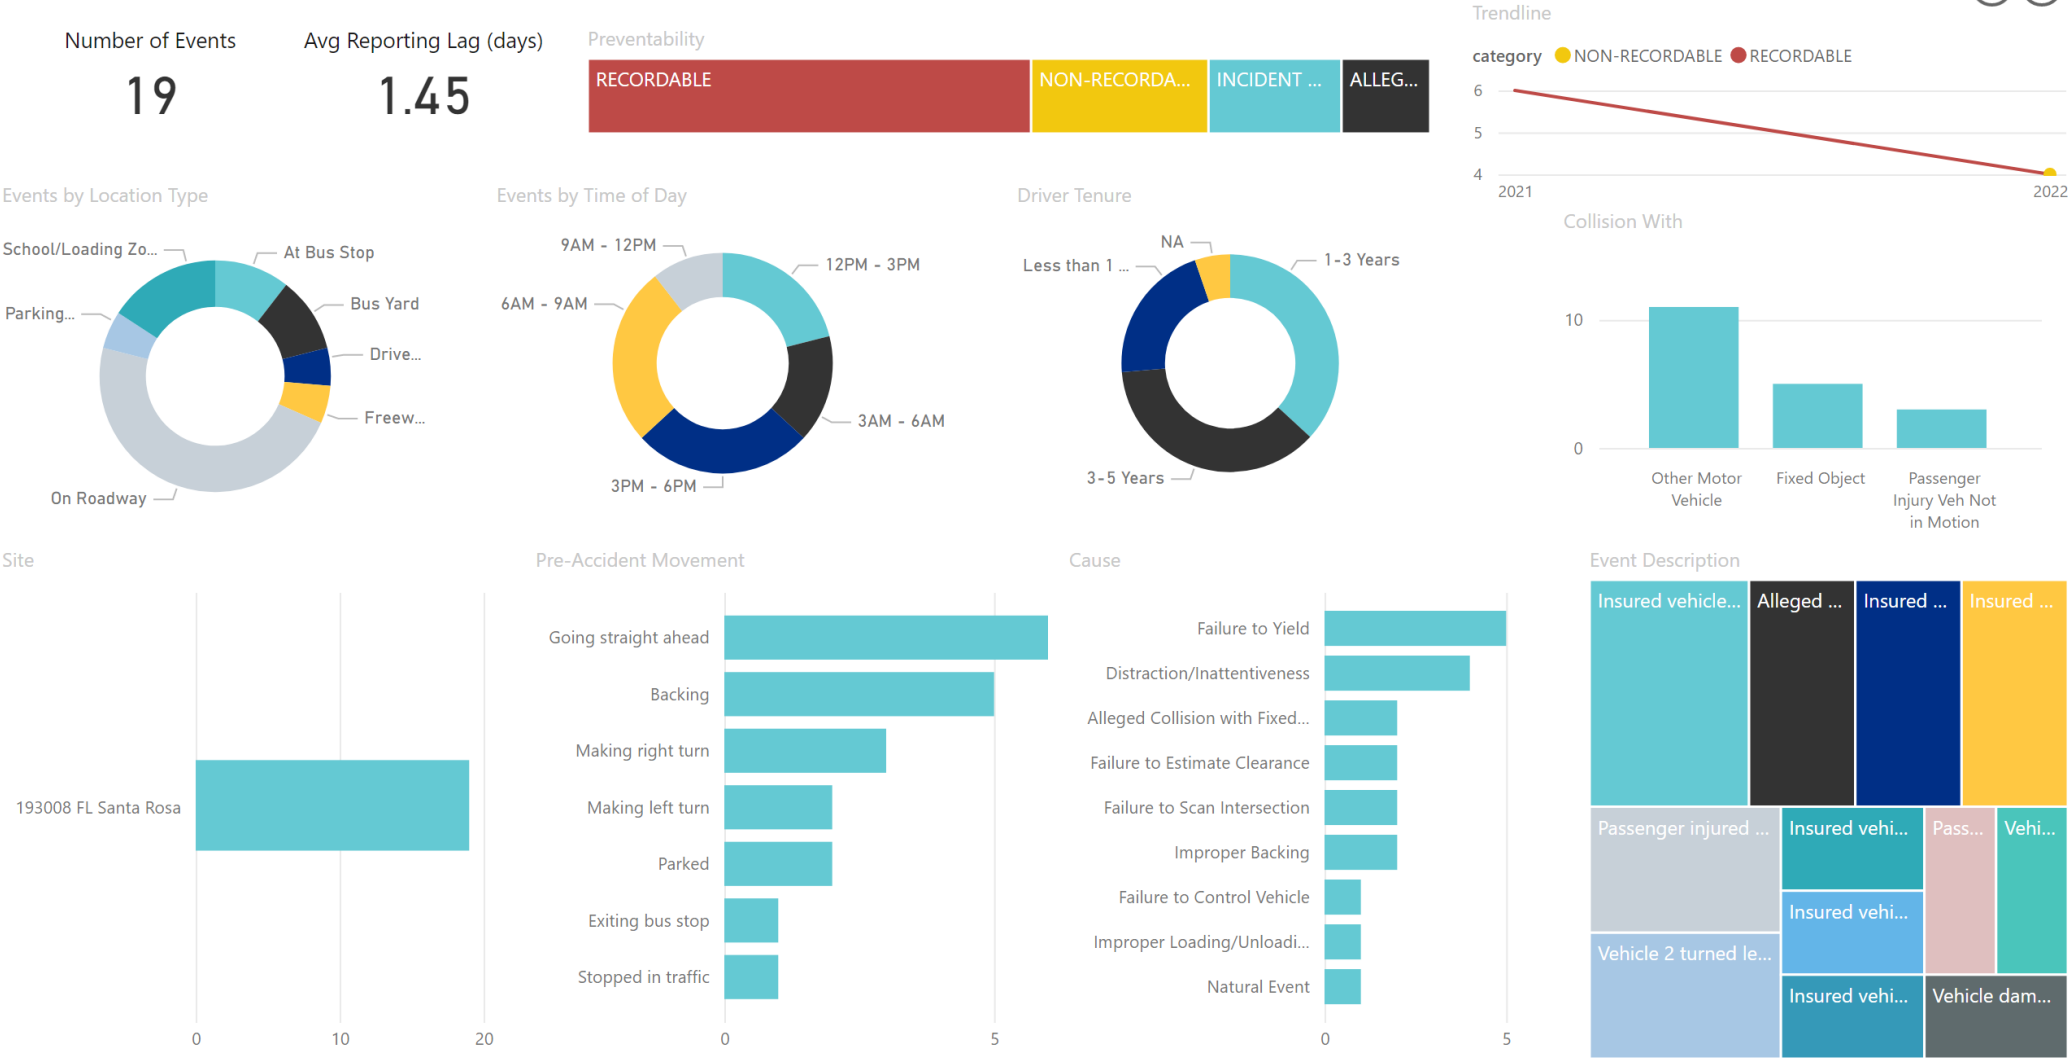 Number of Events
19
Avg Reporting Lag (days)
1.45
Preventability
RECORDABLE
NON-RECORDA...
INCIDENT ...
ALLEG...
Trendline
category NON-RECORDABLE RECORDABLE
6
5
4
2021
2022
Events by Location Type
School/Loading Zo...
At Bus Stop
Parking...
Bus Yard
Drive...
Freew...
On Roadway
Events by Time of Day
9AM - 12PM
12PM - 3PM
6AM - 9AM
3AM - 6AM
3PM - 6PM
Driver Tenure
NA
Less than 1 ...
1-3 Years
3-5 Years
Collision With
10
0
Other Motor
Vehicle
Fixed Object
Passenger
Injury Veh Not
in Motion
Site
193008 FL Santa Rosa
0
10
20
Pre-Accident Movement
Going straight ahead
Backing
Making right turn
Making left turn
Parked
Exiting bus stop
Stopped in traffic
0
5
Cause
Failure to Yield
Distraction/Inattentiveness
Alleged Collision with Fixed...
Failure to Estimate Clearance
Failure to Scan Intersection
Improper Backing
Failure to Control Vehicle
Improper Loading/Unloadi...
Natural Event
0
5
Event Description
Insured vehicle...
Alleged ...
Insured ...
Insured ...
Passenger injured ...
Insured vehi...
Pass...
Vehi...
Insured vehi...
Vehicle 2 turned le...
Insured vehi...
Vehicle dam...